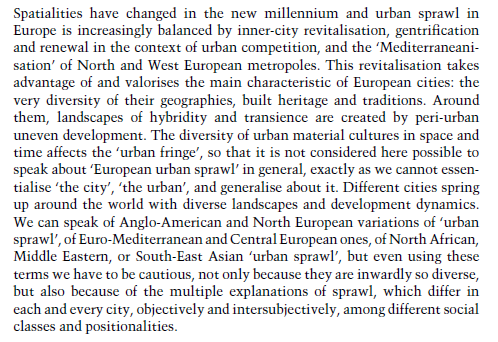 Spatialities have changed in the new millennium and urban sprawl in
Europe is increasingly balanced by inner-city revitalisation, gentrification
and renewal in the context of urban competition, and the ‘Mediterraneani-
sation’ of North and West European metropoles. This revitalisation takes
advantage of and valorises the main characteristic of European cities: the
very diversity of their geographies, built heritage and traditions. Around
them, landscapes of hybridity and transience are created by peri-urban
uneven development. The diversity of urban material cultures in space and
time affects the ‘urban fringe’, so that it is not considered here possible to
speak about ‘European urban sprawl’ in general, exactly as we cannot essen-
tialise ‘the city’, ‘the urban’, and generalise about it. Different cities spring
up around the world with diverse landscapes and development dynamics.
We can speak of Anglo-American and North European variations of ‘urban
sprawl’, of Euro-Mediterranean and Central European ones, of North African,
Middle Eastern, or South-East Asian ‘urban sprawl’, but even using these
terms we have to be cautious, not only because they are inwardly so diverse,
but also because of the multiple explanations of sprawl, which differ in
each and every city, objectively and intersubjectively, among different social
classes and positionalities.